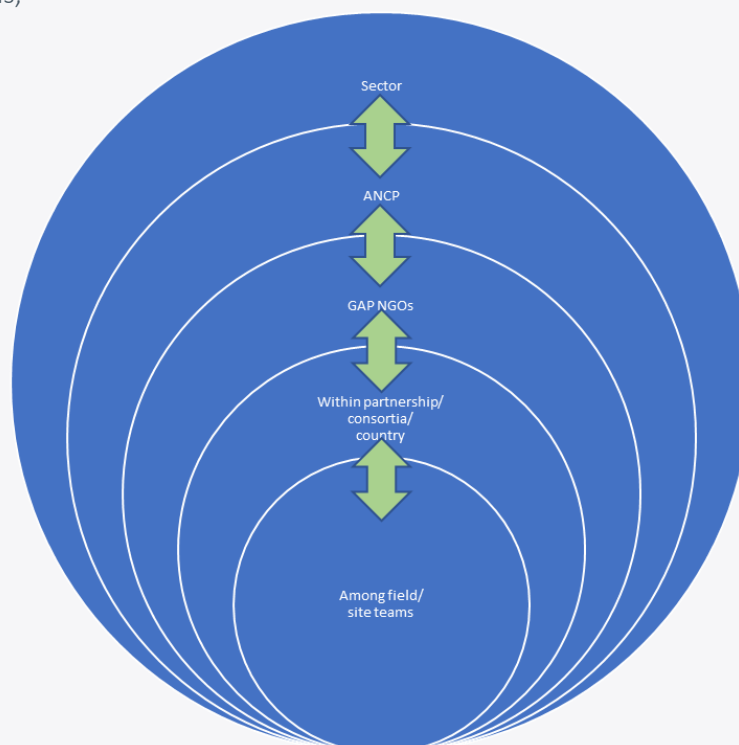 Sector
ANCP
GAP NGOs
Within partnership/
consortia/
country
Among field/
site teams